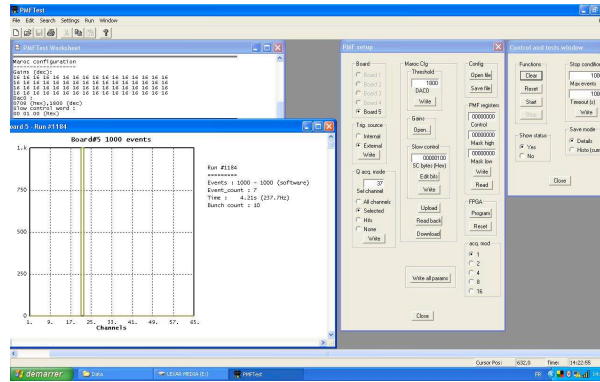 PMFTest
File Edit Search Settings Run Window
PMFTest Worksheet
Maroc configuration
Gains (dec):
16 16 16 16 16 16 16 16 16 16 16 16 16 16 16 16
16 16 16 16 16 16 16 16 16 16 16 16 16 16 16 16
16 16 16 16 16 16 16 16 16 16 16 16 16 16 16 16
16 16 16 16 16 16 16 16 16 16 16 16 16 16 16 16
Dac0 :
0708 (Hex),1800 (dec)
Slow control word :
00 01.00 (Hex)
oard 5 - Run #1184
Board#5 1000 events
1.k
750
500
250
0
1. 9. 17. 25. 33. 41. 49. 57. 65.
Channels
Run #1184
=========
Events : 1000 - 1000 (software)
Event_count : 7
Time : 4.21s (237.7Hz)
Bunch count : 10
PMF setup
Board
Board 1
Board 2
Board 3
Board 4
Board 5
Trig. source
Internal
External
Write
Q acq. mode
37
Sel channel
All channels
Selected
Hits
None
Write
Maroc Cfg
Threshold
1800
DAC0
Write
Gains
Open..
Slow control
00000100
SC bytes (Hex)
Edit bits
Write
Upload
Read back
Download
Write all params
Close
Config
Open file
Save file
PMF registers
00000000
Control
00000000
Mask high
00000000
Mask low
Write
Read
FPGA
Program
Reset
acq. mod
1
2
4
8
16
Control and tests window
Functions
Clear
Reset
Start
Stop
Show status
Yes
No
Stop condition
Max events
Timeout (s)
Write
Save mode
Details
Histo (sum
Close
Cursor Pos: 632,0 Time: 14:22:55
démarrer
Data
LEXAR MEDIA (E:)
PMFTest
FR